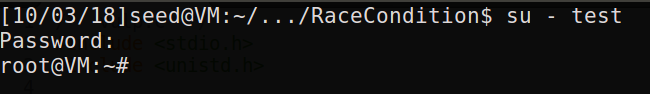 [10/03/18]seed@VM:~/.../RaceCondition$ su - test
Password:
root@VM:~#